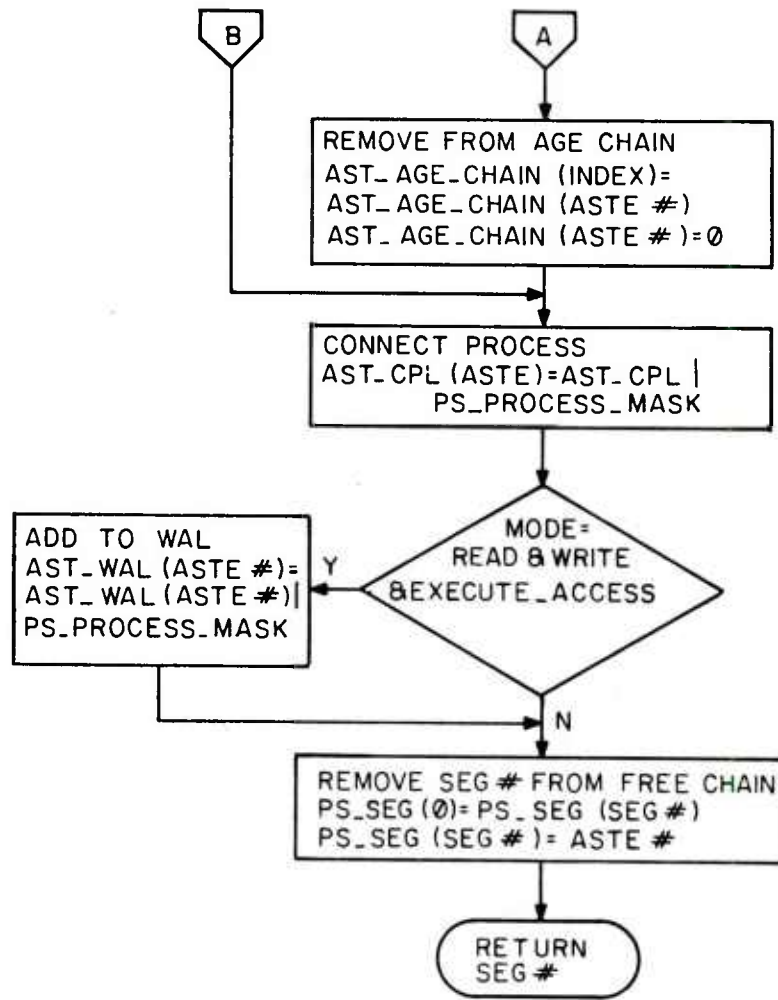 B
A
REMOVE FROM AGE CHAIN
AST_AGE_CHAIN (INDEX)=
AST_AGE_CHAIN (ASTE #)
AST_AGE_CHAIN (ASTE #)=0
CONNECT PROCESS
AST_CPL (ASTE)=AST_CPL |
PS_PROCESS_MASK
MODE=
READ & WRITE
&EXECUTE_ACCESS
Y
ADD TO WAL
AST_WAL (ASTE #)=
AST_WAL (ASTE #)|
PS_PROCESS_MASK
N
REMOVE SEG # FROM FREE CHAIN
PS_SEG (0)= PS_SEG (SEG #)
PS_SEG (SEG #)= ASTE #
RETURN
SEG #